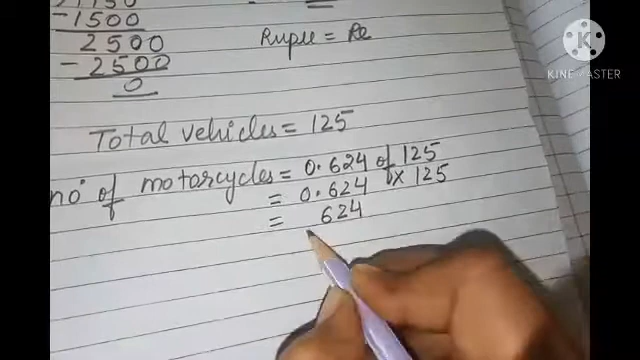 -1500
2500
-2500
0
Rupee = Re
KINEMASTER
Total vehicles = 125
no° of motorcycles = 0.624 of 125
= 0.624 x 125
= 624